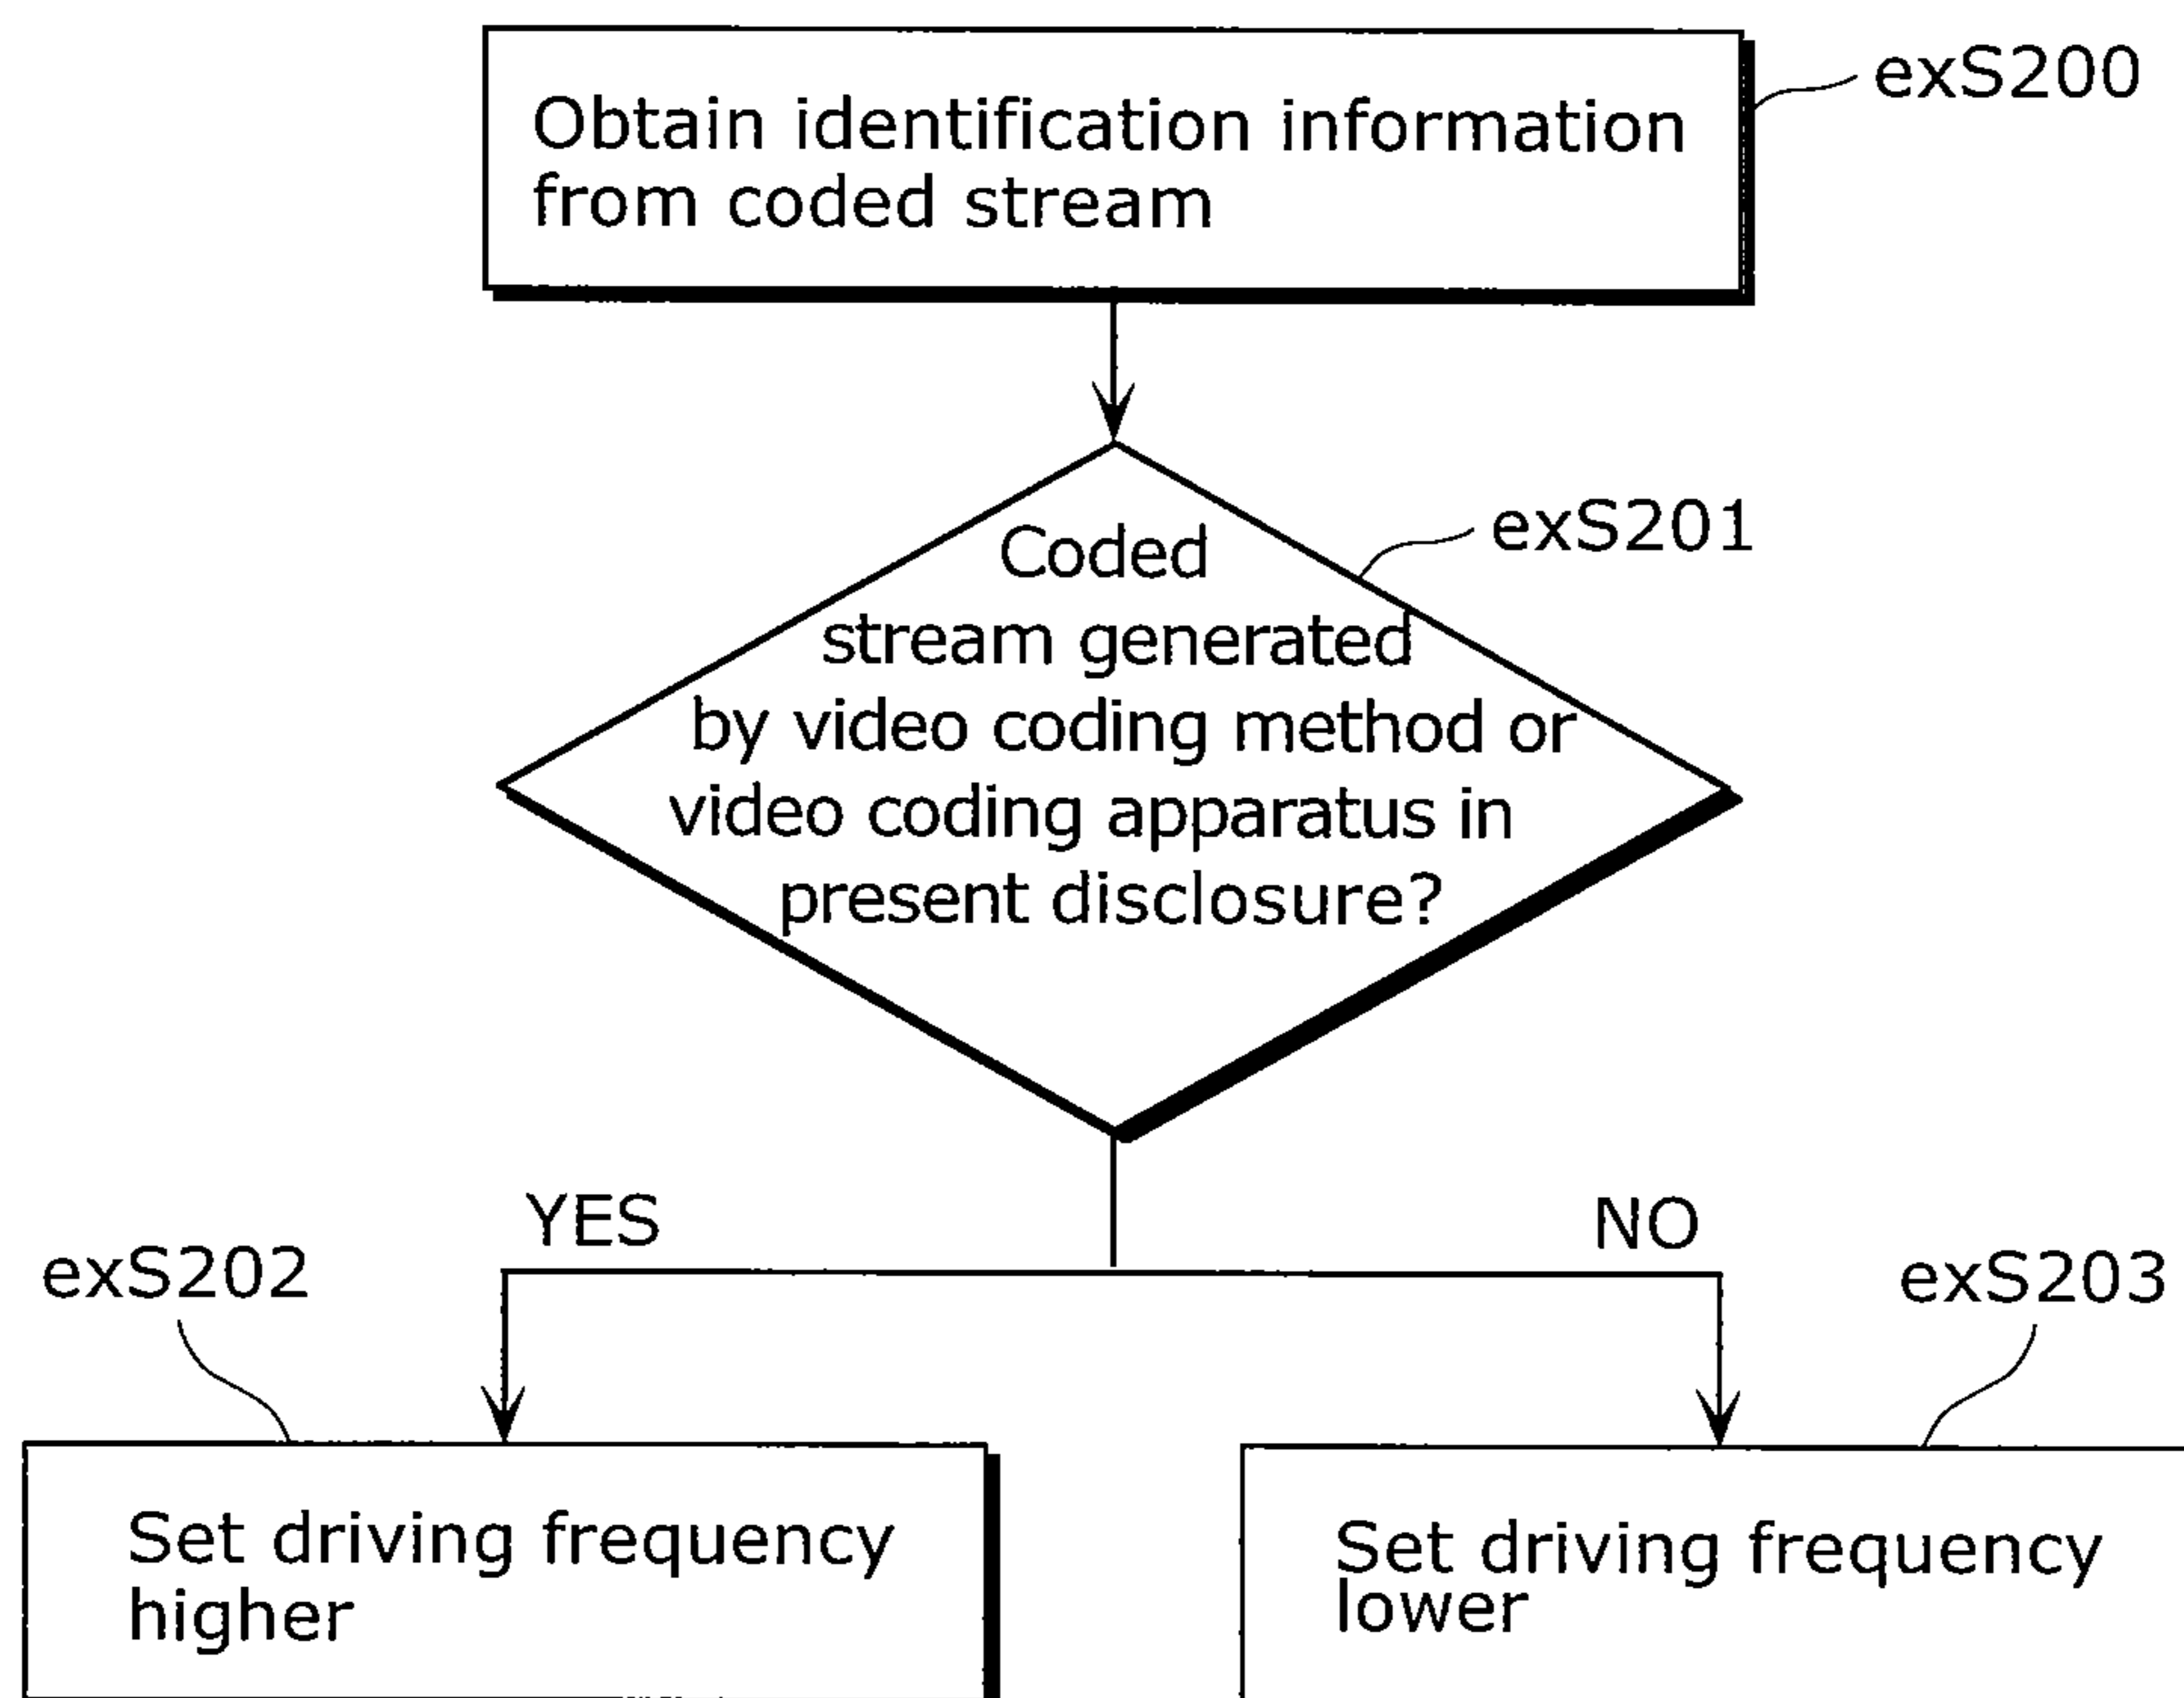 exS200
Obtain identification information
from coded stream
exS201
Coded
stream generated
by video coding method or
video coding apparatus in
present disclosure?
YES
NO
exS202
exS203
Set driving frequency
higher
Set driving frequency
lower